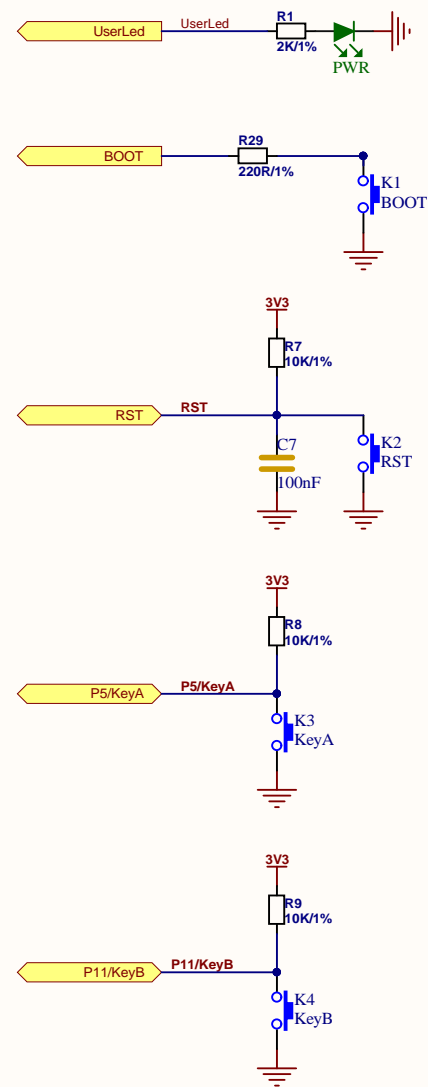 UserLed
UserLed
R1
2K/1%
PWR
BOOT
R29
220R/1%
K1
BOOT
3V3
R7
10K/1%
RST
RST
C7
100nF
K2
RST
3V3
R8
10K/1%
P5/KeyA
P5/KeyA
K3
KeyA
3V3
R9
10K/1%
P11/KeyB
P11/KeyB
K4
KeyB